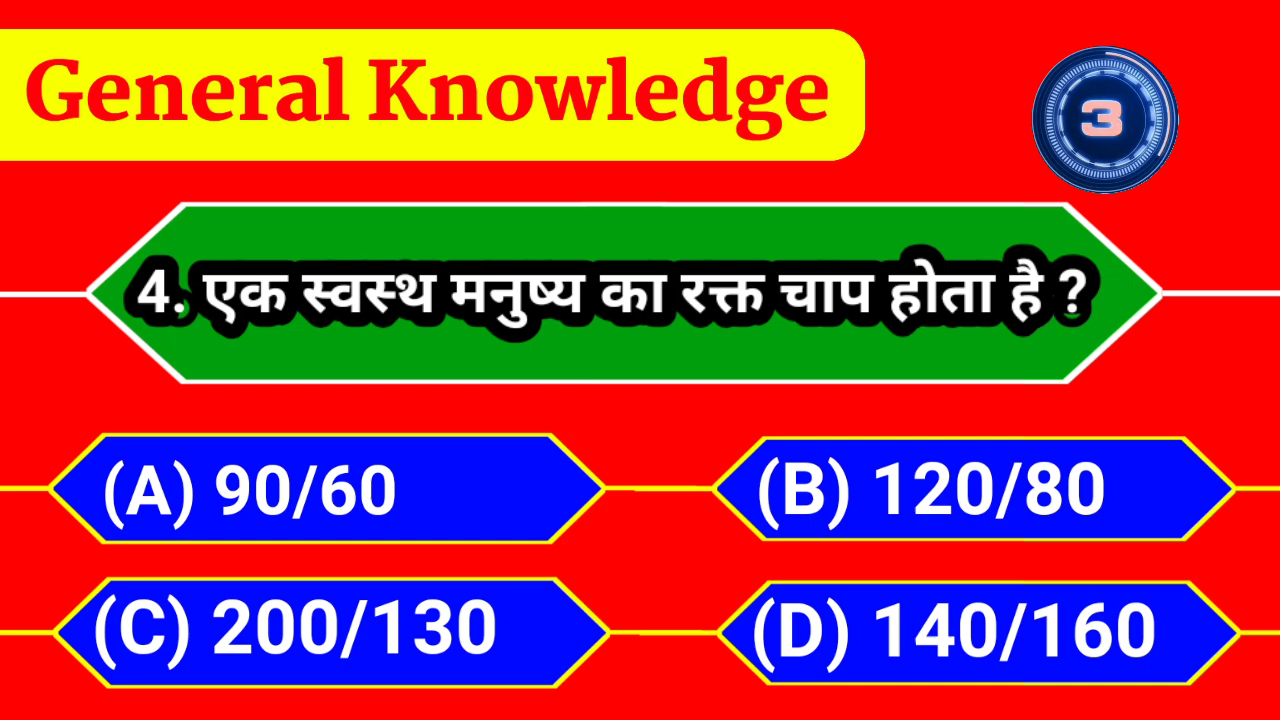 General Knowledge
3
4. एक स्वस्थ मनुष्य का रक्त चाप होता है ?
(A) 90/60
(B) 120/80
(C) 200/130
(D) 140/160